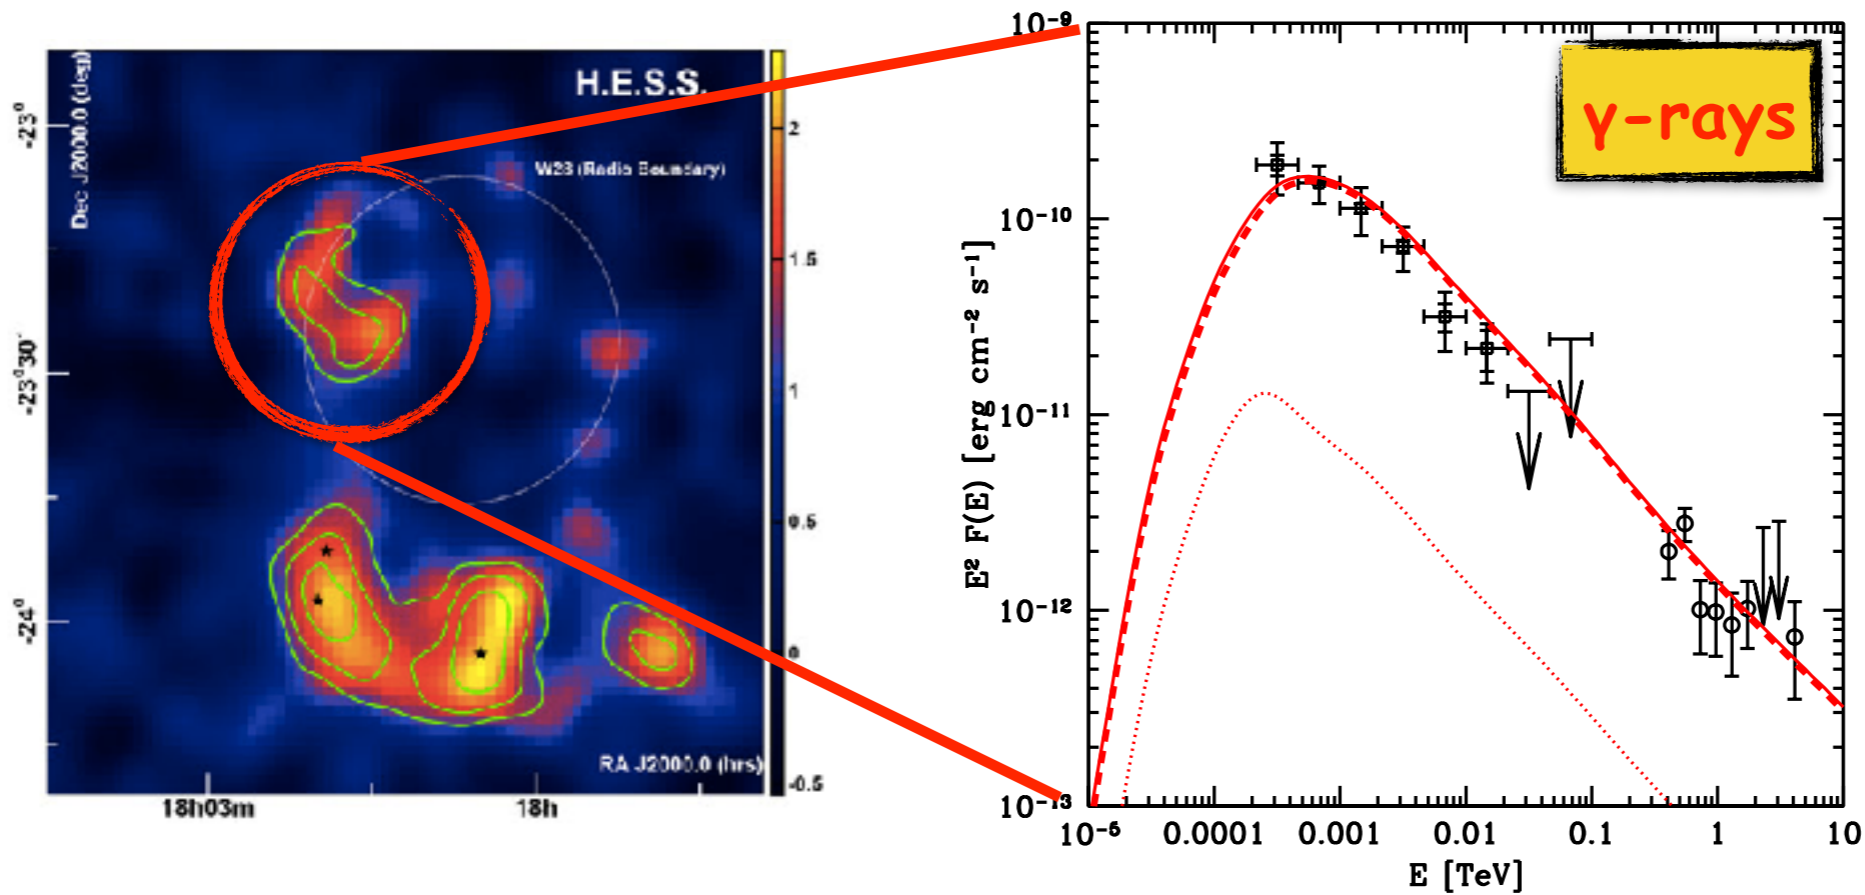 H.E.S.S.
W28 (Radio Boundary)
Dec J2000.0 (deg)
-23°
-23°30'
-24°
2
1.5
1
0.5
0
-0.5
RA J2000.0 (hrs)
18h03m
18h
γ-rays
E² F(E) [erg cm⁻² s⁻¹]
10⁻⁹
10⁻¹⁰
10⁻¹¹
10⁻¹²
10⁻¹³
10⁻⁵ 0.0001 0.001 0.01 0.1 1 10
E [TeV]